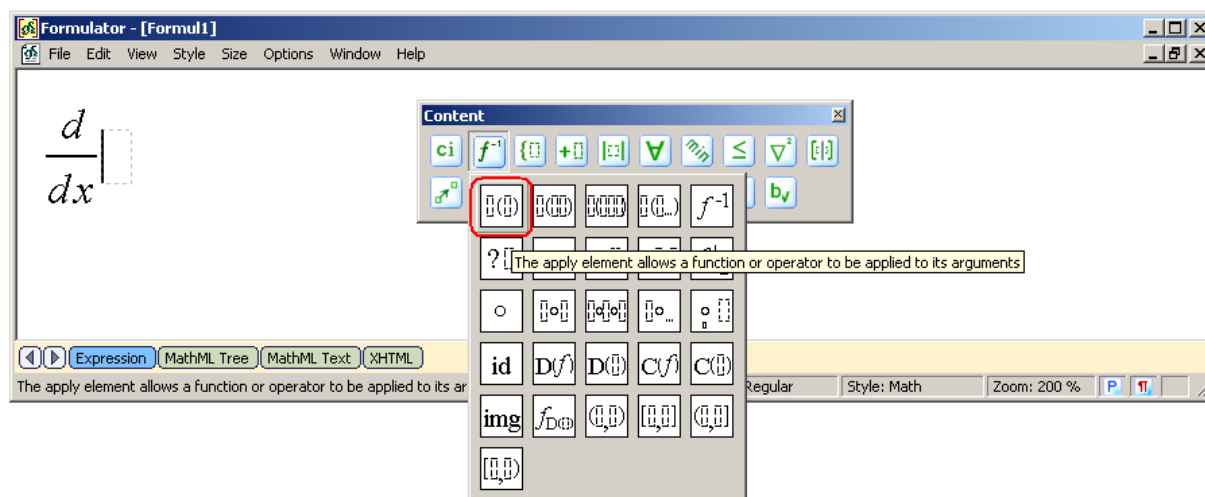 Formulator - [Formul1]
File Edit View Style Size Options Window Help
d
dx
Content
ci f⁻¹ {▯ +▯ |▯| ∀ ≤ ∇² [▯]
b
▯(▯) ▯(▯▯) ▯(▯▯▯) ▯(▯...) f⁻¹
? ▯
The apply element allows a function or operator to be applied to its arguments
○ ▯○▯ ▯○▯○▯ ▯○...
Expression MathML Tree MathML Text XHTML
id D(f) D(▯) C(f) C(▯)
The apply element allows a function or operator to be applied to its ar
Regular Style: Math Zoom: 200 % P ¶
img f D(▯) (▯,▯) [▯,▯] (▯,▯]
[▯,▯)